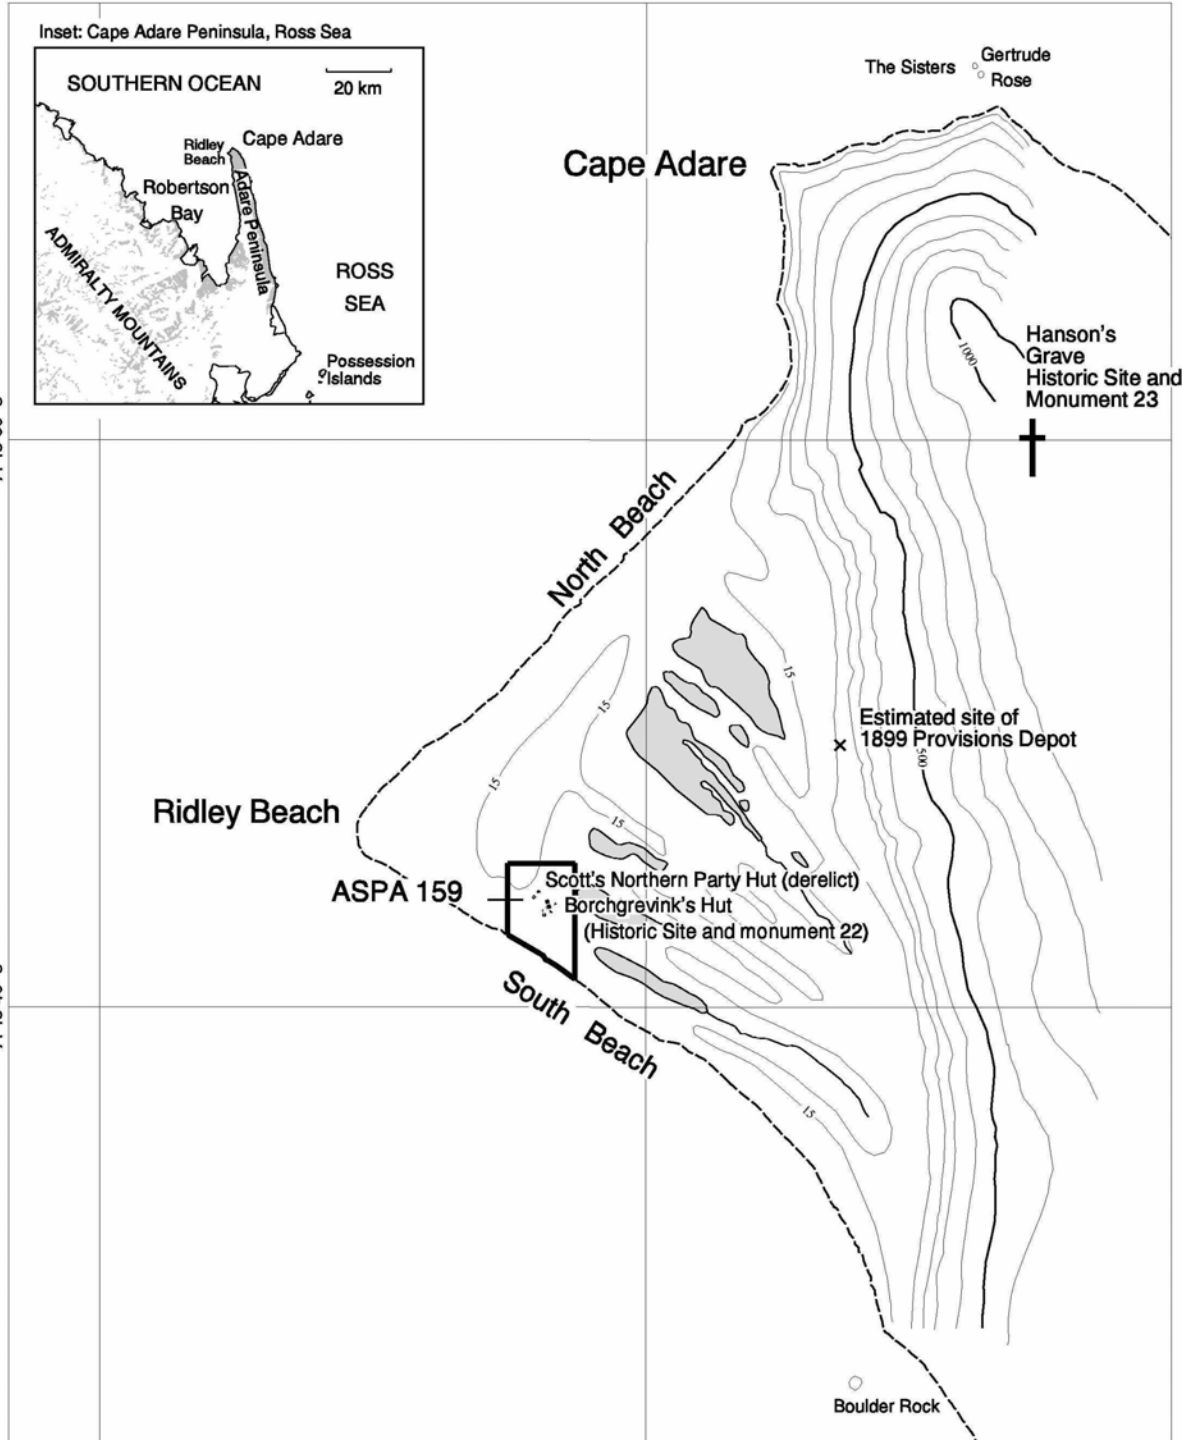 Inset: Cape Adare Peninsula, Ross Sea
SOUTHERN OCEAN
20 km
Ridley
Beach
Cape Adare
Robertson
Bay
Adare Peninsula
ADMIRALTY MOUNTAINS
ROSS
SEA
Possession
Islands
The Sisters
Gertrude
Rose
Cape Adare
1000
Hanson's
Grave
Historic Site and
Monument 23
North Beach
15
15
15
15
Estimated site of
1899 Provisions Depot
500
Ridley Beach
ASPA 159
Scott's Northern Party Hut (derelict)
Borchgrevink's Hut
(Historic Site and monument 22)
South Beach
15
Boulder Rock